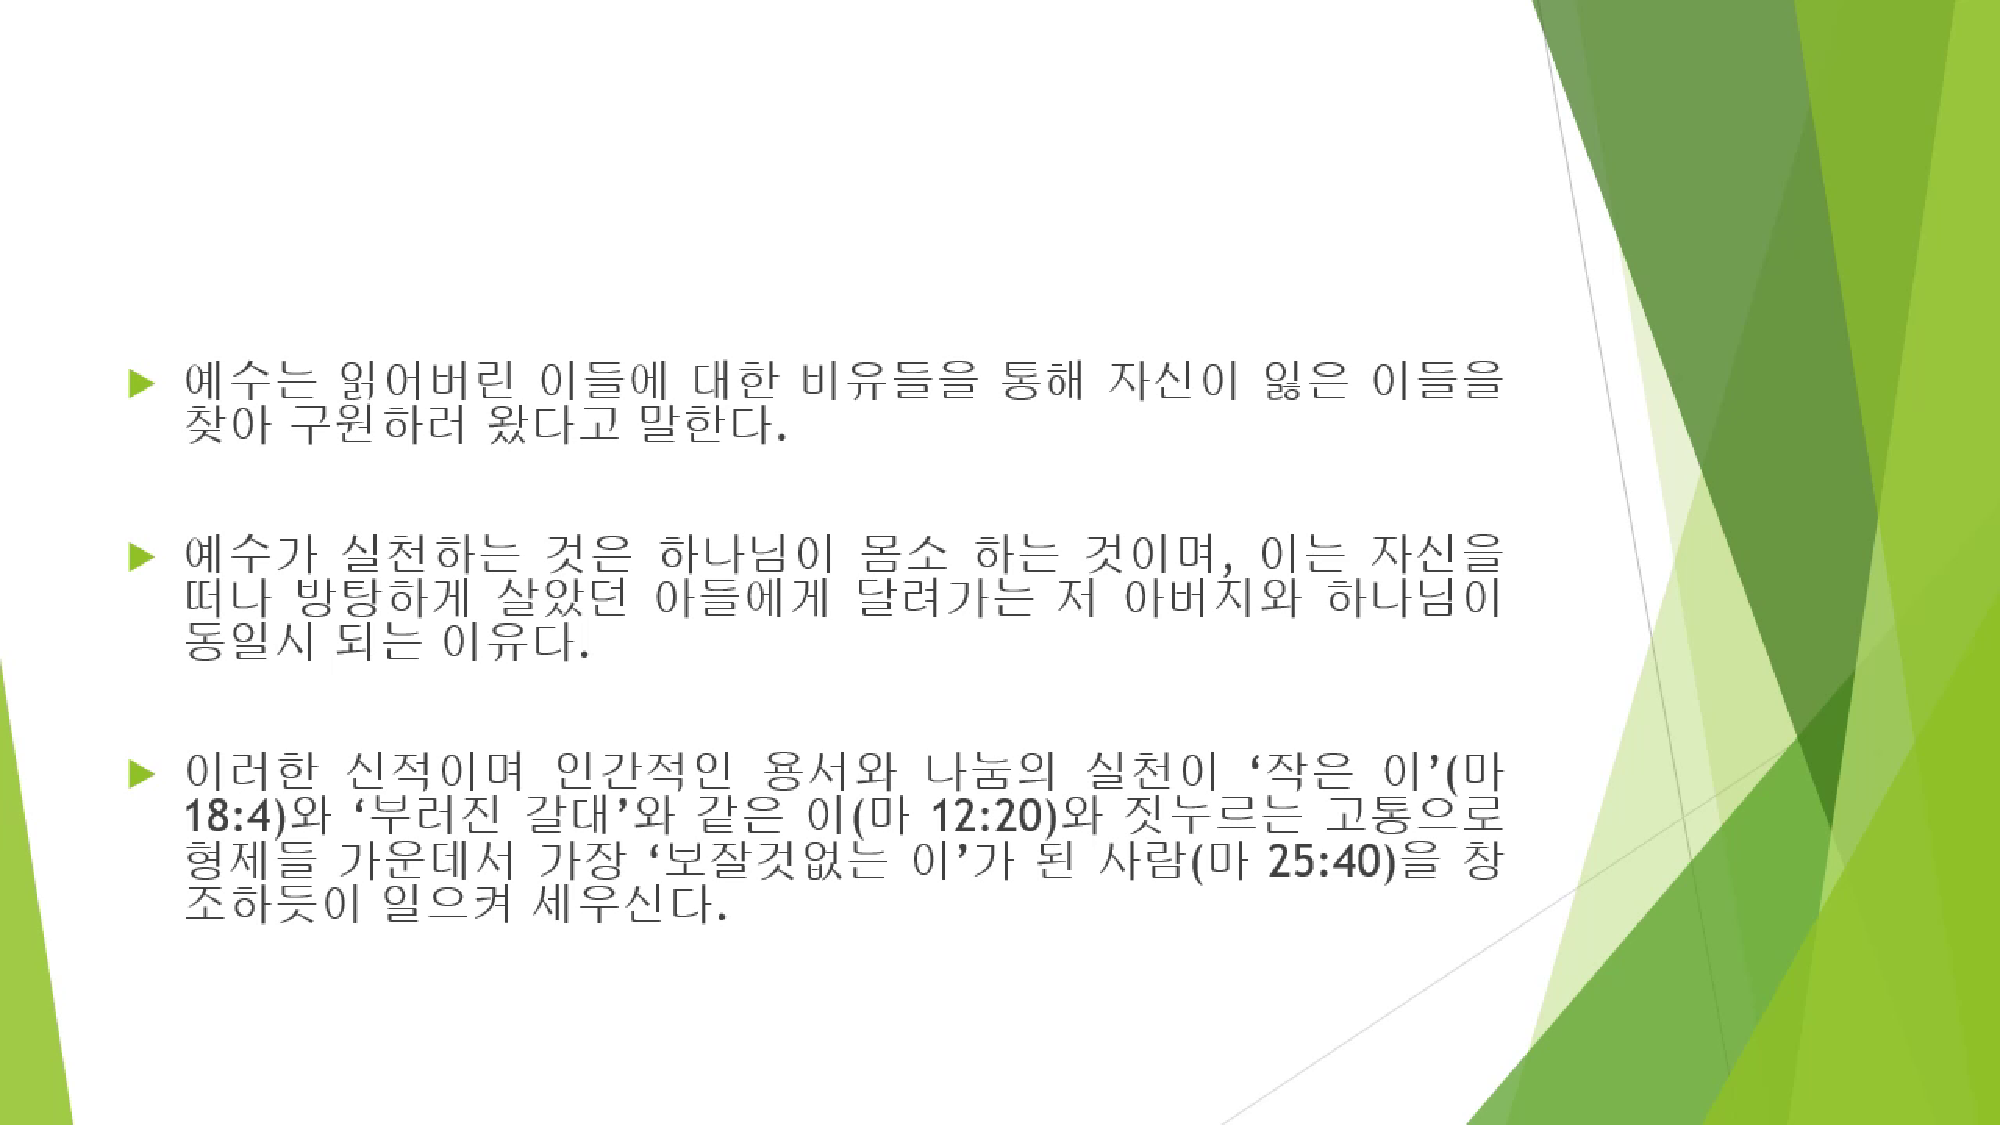 예수는 읽어버린 이들에 대한 비유들을 통해 자신이 잃은 이들을
찾아 구원하러 왔다고 말한다.
예수가 실천하는 것은 하나님이 몸소 하는 것이며, 이는 자신을
떠나 방탕하게 살았던 아들에게 달려가는 저 아버지와 하나님이
동일시 되는 이유다.
이러한 신적이며 인간적인 용서와 나눔의 실천이 ‘작은 이’(마
18:4)와 ‘부러진 갈대’와 같은 이(마 12:20)와 짓누르는 고통으로
형제들 가운데서 가장 ‘보잘것없는 이’가 된 사람(마 25:40)을 창
조하듯이 일으켜 세우신다.